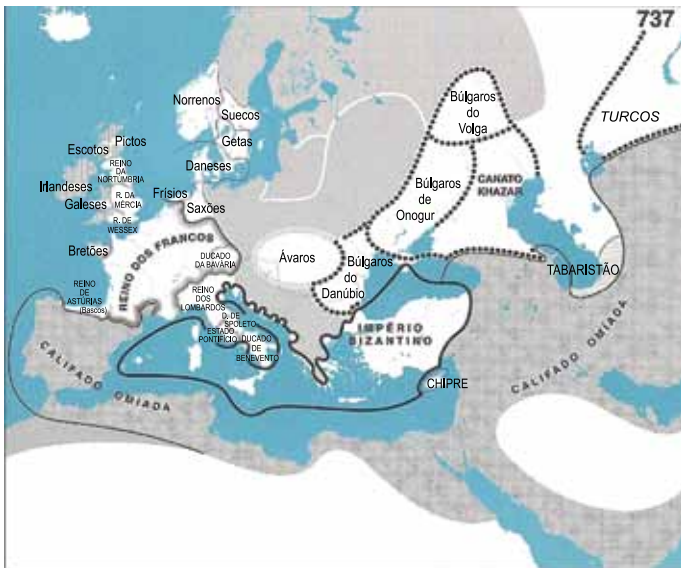 737
Norrenos
Suecos
Búlgaros
do
Volga
TURCOS
Getas
Pictos
Escotos
REINO
DA
NORTÚMBRIA
Daneses
CANATO
KHAZAR
Irlandeses
Galeses
R. DA
MÉRCIA
Frísios
Saxões
Búlgaros
de
Onogur
R. DE
WESSEX
Bretões
REINO DOS FRANCOS
DUCADO
DA BAVÁRIA
Ávaros
Búlgaros
do
Danúbio
TABARISTÃO
REINO
DE
ASTÚRIAS
(Bascos)
REINO
DOS
LOMBARDOS
D. DE
SPOLETO
ESTADO
PONTIFÍCIO
DUCADO
DE
BENEVENTO
IMPÉRIO
BIZANTINO
CALIFADO OMÍADA
CHIPRE
CALIFADO OMÍADA